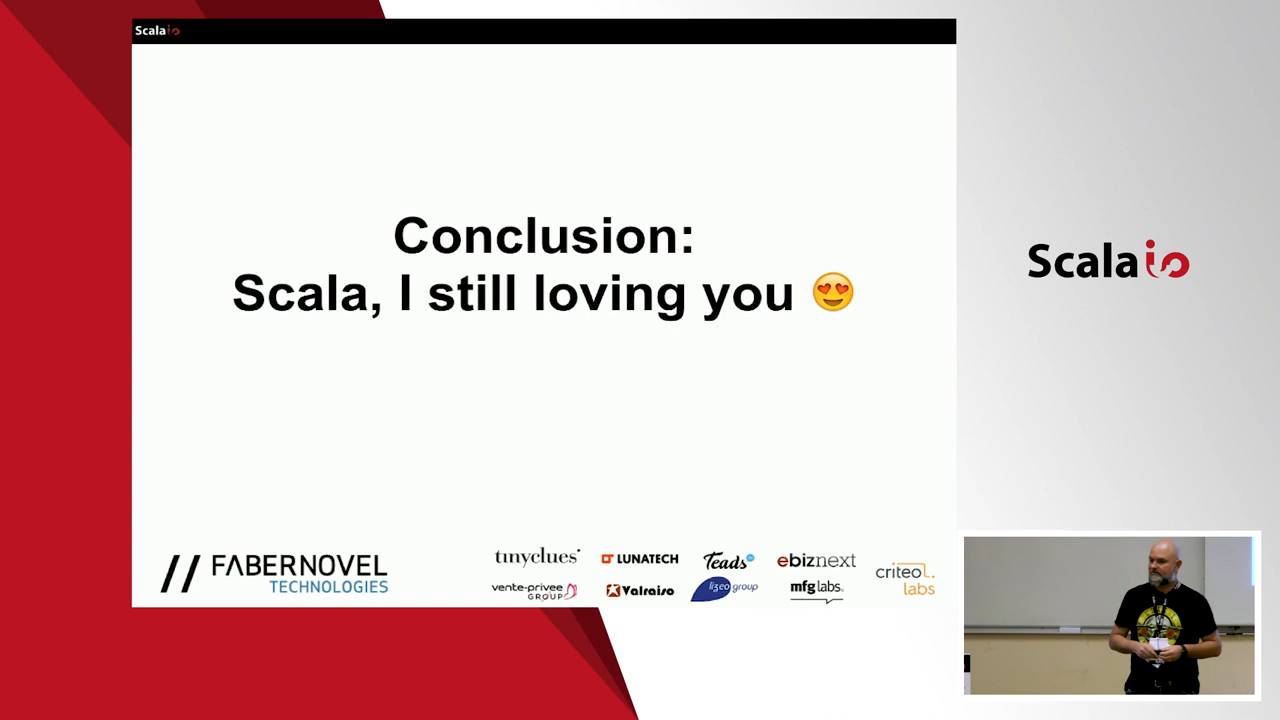 Scalaio
Conclusion:
Scala, I still loving you 😍
Scalaio
// FABERNOVEL
TECHNOLOGIES
tinyclues
LUNATECH
Teads
ebiznext
criteo
labs
vente-privee
GROUP
Valraiso
lizeo group
mfg labs